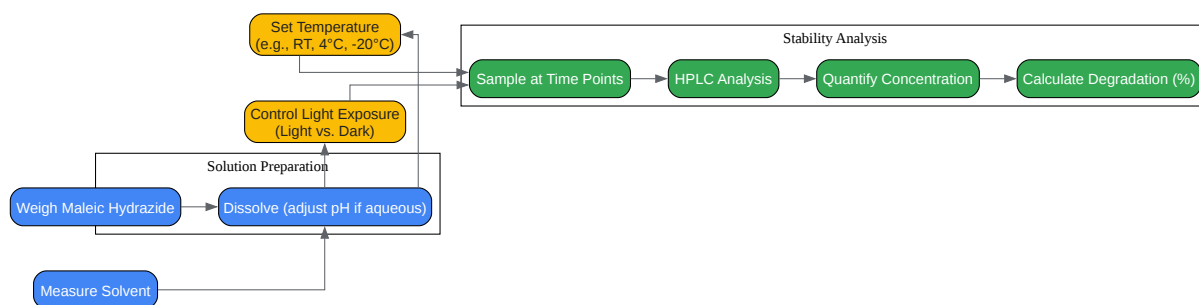 Set Temperature
(e.g., RT, 4°C, -20°C)
Stability Analysis
Sample at Time Points
HPLC Analysis
Quantify Concentration
Calculate Degradation (%)
Control Light Exposure
(Light vs. Dark)
Solution Preparation
Weigh Maleic Hydrazide
Dissolve (adjust pH if aqueous)
Measure Solvent